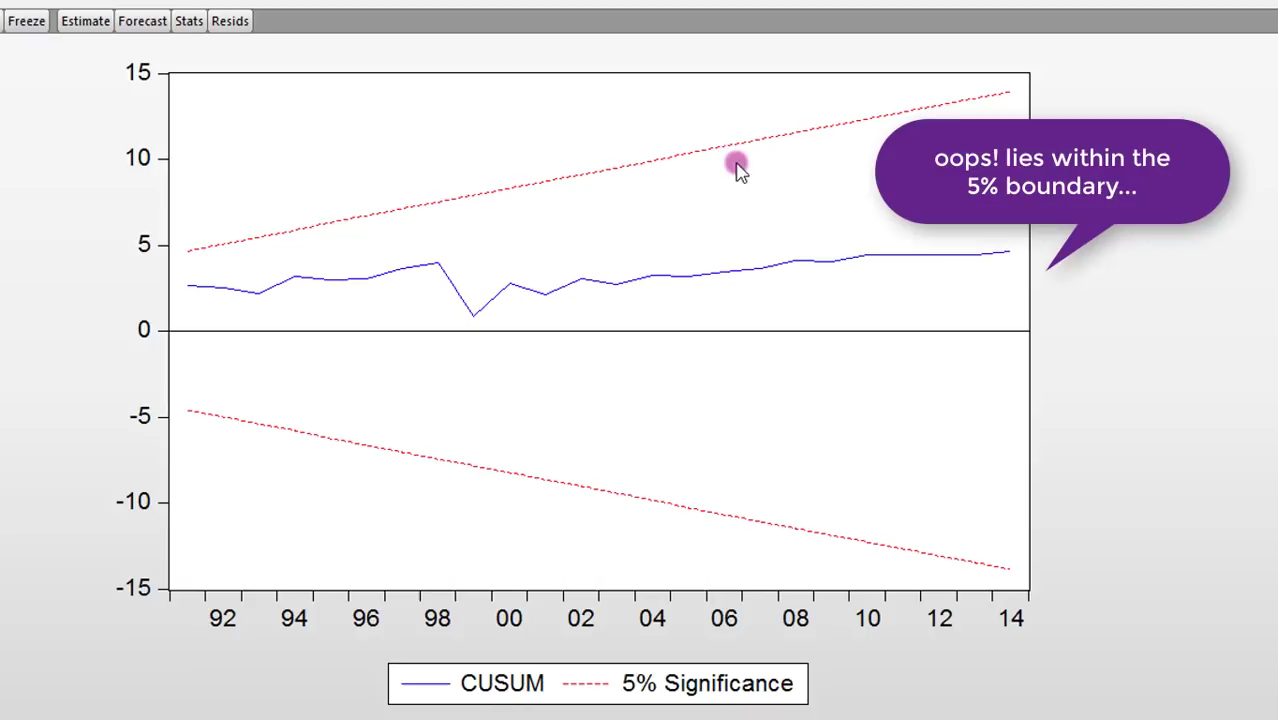 Freeze Estimate Forecast Stats Resids
15
10
5
0
-5
-10
-15
oops! lies within the
5% boundary...
92 94 96 98 00 02 04 06 08 10 12 14
CUSUM 5% Significance